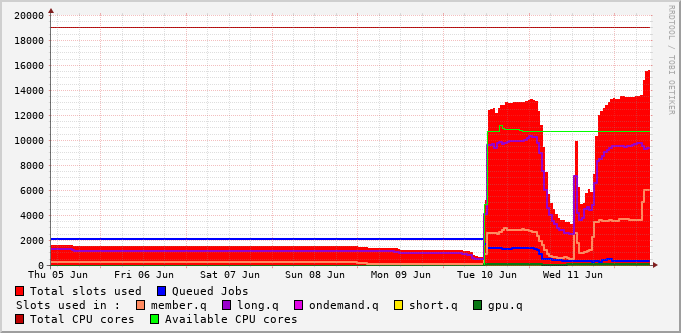 20000
18000
16000
14000
12000
10000
8000
6000
4000
2000
0
Thu 05 Jun Fri 06 Jun Sat 07 Jun Sun 08 Jun Mon 09 Jun Tue 10 Jun Wed 11 Jun
Total slots used Queued Jobs
Slots used in : member.q long.q ondemand.q short.q gpu.q
Total CPU cores Available CPU cores
RRDTOOL / TOBI OETIKER